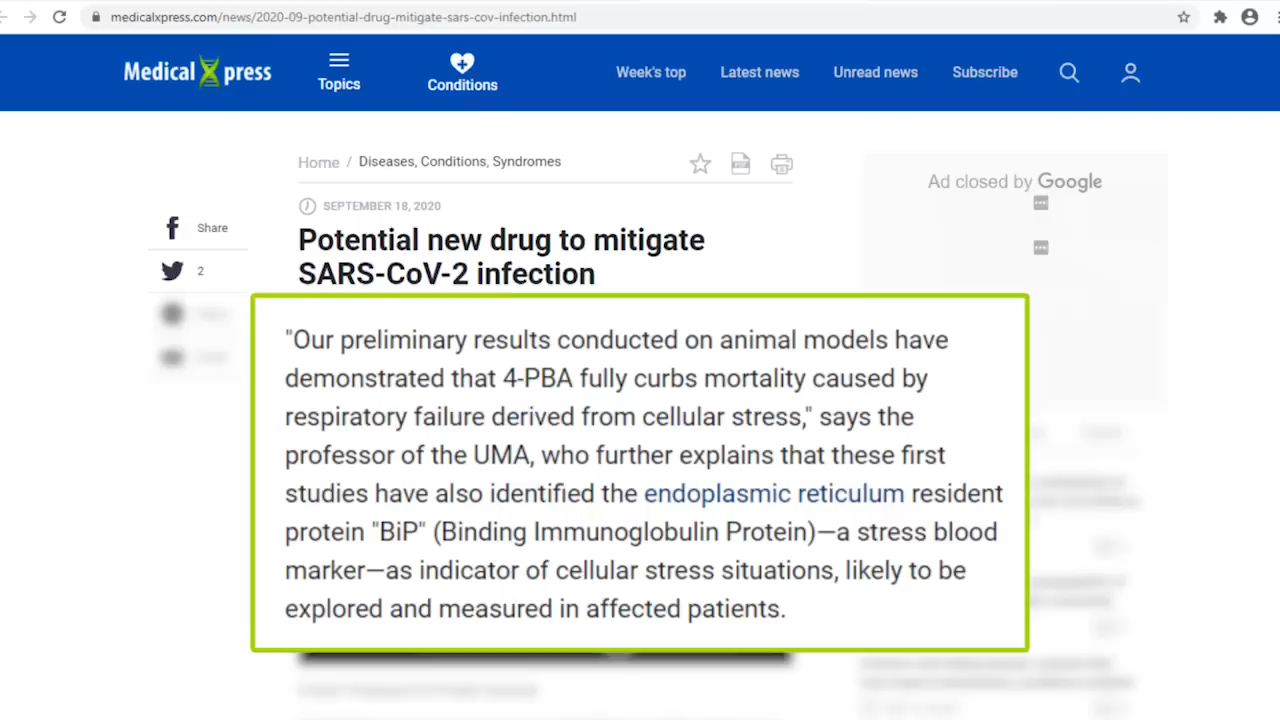 medicalxpress.com/news/2020-09-potential-drug-mitigate-sars-cov-infection.html
Medical Xpress
Topics
Conditions
Week's top
Latest news
Unread news
Subscribe
Home / Diseases, Conditions, Syndromes
PDF
Ad closed by Google
SEPTEMBER 18, 2020
Share
2
Potential new drug to mitigate
SARS-CoV-2 infection
"Our preliminary results conducted on animal models have
demonstrated that 4-PBA fully curbs mortality caused by
respiratory failure derived from cellular stress," says the
professor of the UMA, who further explains that these first
studies have also identified the endoplasmic reticulum resident
protein "BiP" (Binding Immunoglobulin Protein)—a stress blood
marker—as indicator of cellular stress situations, likely to be
explored and measured in affected patients.